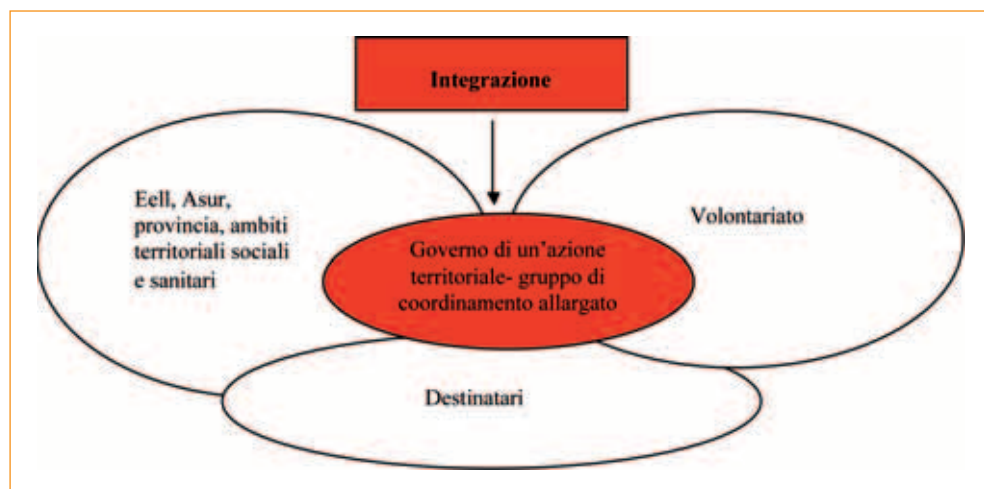 Integrazione
Eell, Asur,
provincia, ambiti
territoriali sociali
e sanitari
Volontariato
Governo di un’azione
territoriale- gruppo di
coordinamento allargato
Destinatari